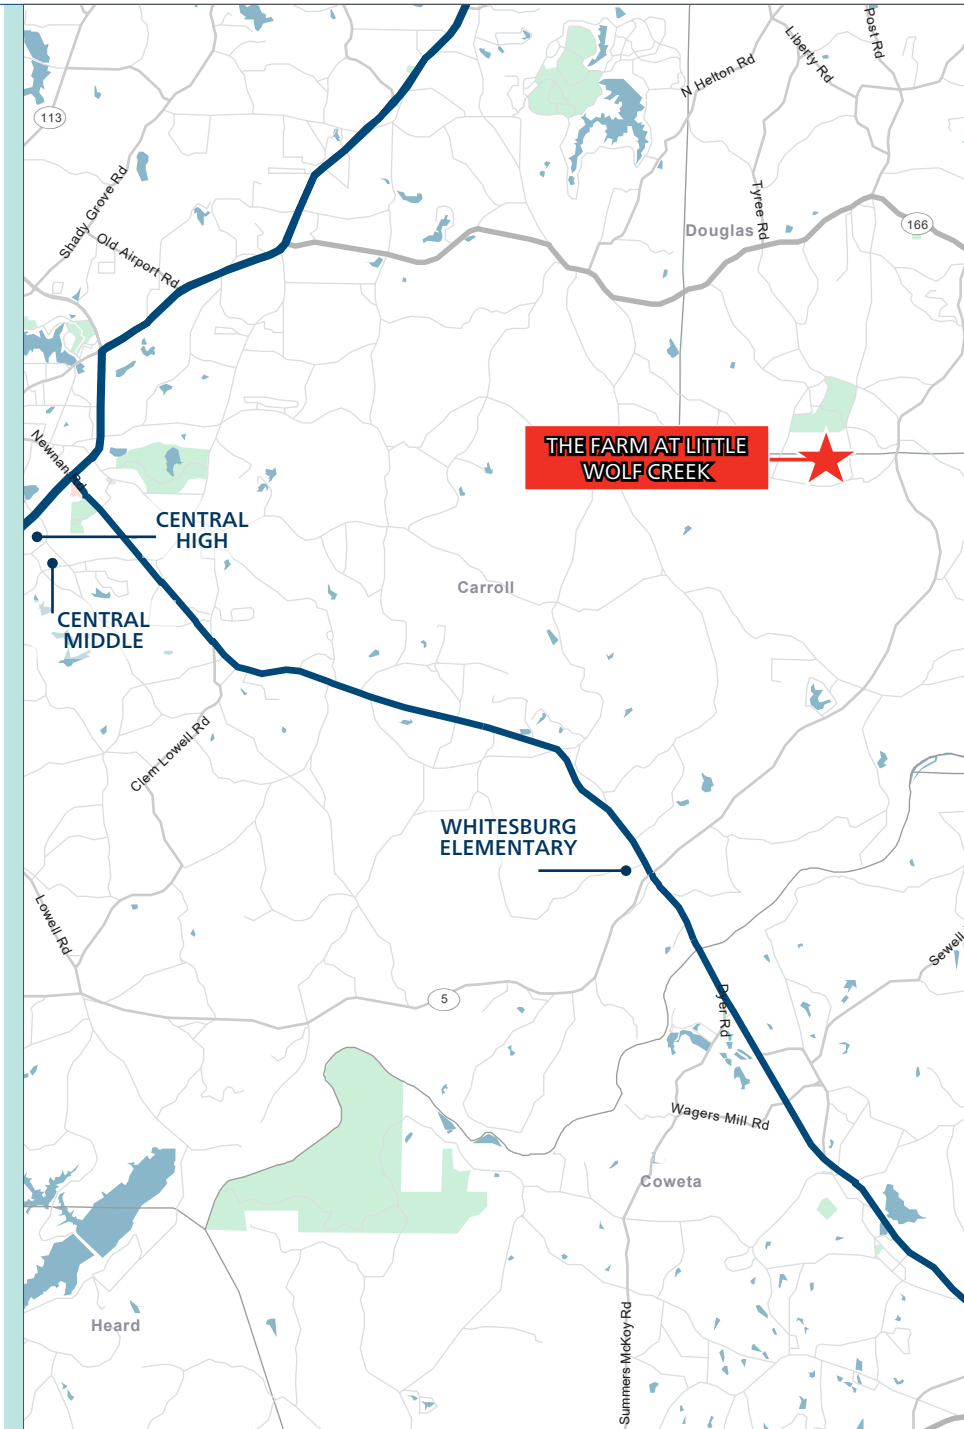 Post Rd
Liberty Rd
N Helton Rd
113
Shady Grove Rd
Tyree Rd
166
Douglas
Old Airport Rd
THE FARM AT LITTLE
WOLF CREEK
Newnan Rd
CENTRAL
HIGH
Carroll
CENTRAL
MIDDLE
Clem Lowell Rd
WHITESBURG
ELEMENTARY
Lowell Rd
Sewell
5
Dyer Rd
Wagers Mill Rd
Coweta
Heard
Summers McKoy Rd